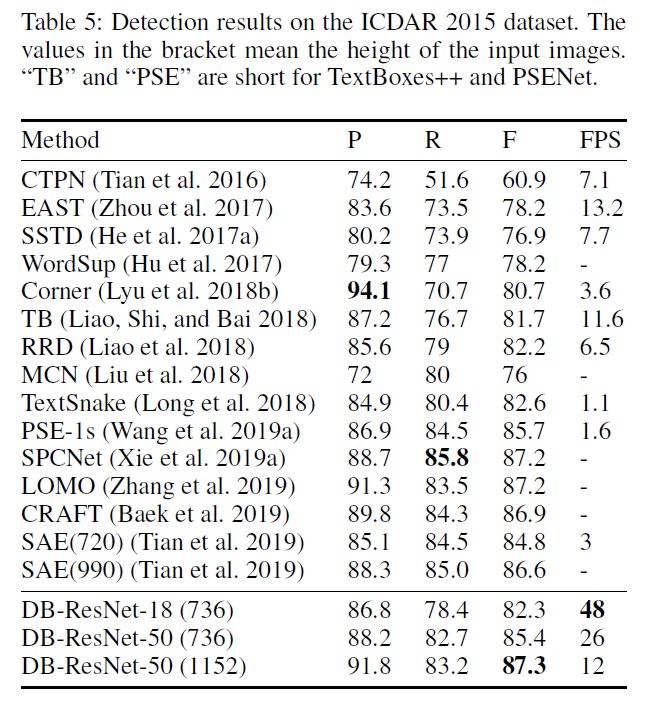 Table 5: Detection results on the ICDAR 2015 dataset. The
values in the bracket mean the height of the input images.
“TB” and “PSE” are short for TextBoxes++ and PSENet.
Method P R F FPS
CTPN (Tian et al. 2016) 74.2 51.6 60.9 7.1
EAST (Zhou et al. 2017) 83.6 73.5 78.2 13.2
SSTD (He et al. 2017a) 80.2 73.9 76.9 7.7
WordSup (Hu et al. 2017) 79.3 77 78.2 -
Corner (Lyu et al. 2018b) 94.1 70.7 80.7 3.6
TB (Liao, Shi, and Bai 2018) 87.2 76.7 81.7 11.6
RRD (Liao et al. 2018) 85.6 79 82.2 6.5
MCN (Liu et al. 2018) 72 80 76 -
TextSnake (Long et al. 2018) 84.9 80.4 82.6 1.1
PSE-1s (Wang et al. 2019a) 86.9 84.5 85.7 1.6
SPCNet (Xie et al. 2019a) 88.7 85.8 87.2 -
LOMO (Zhang et al. 2019) 91.3 83.5 87.2 -
CRAFT (Baek et al. 2019) 89.8 84.3 86.9 -
SAE(720) (Tian et al. 2019) 85.1 84.5 84.8 3
SAE(990) (Tian et al. 2019) 88.3 85.0 86.6 -
DB-ResNet-18 (736) 86.8 78.4 82.3 48
DB-ResNet-50 (736) 88.2 82.7 85.4 26
DB-ResNet-50 (1152) 91.8 83.2 87.3 12